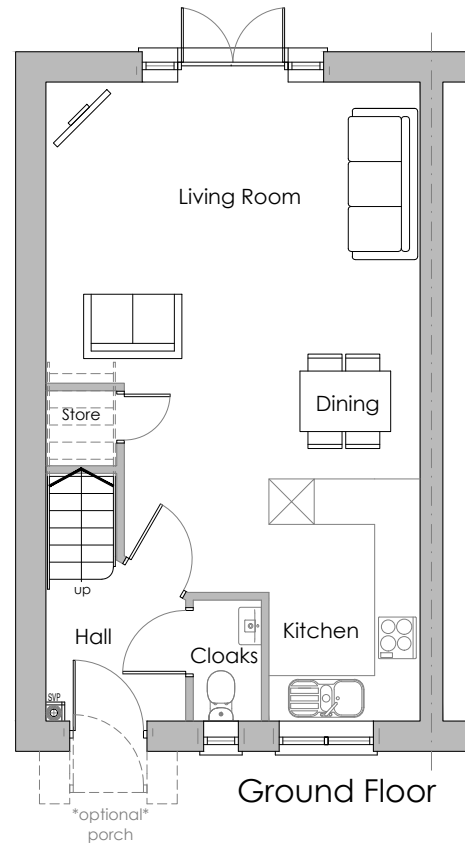 Living Room
Dining
Store
up
Hall
Kitchen
Cloaks
SVP
Ground Floor
*optional*
porch